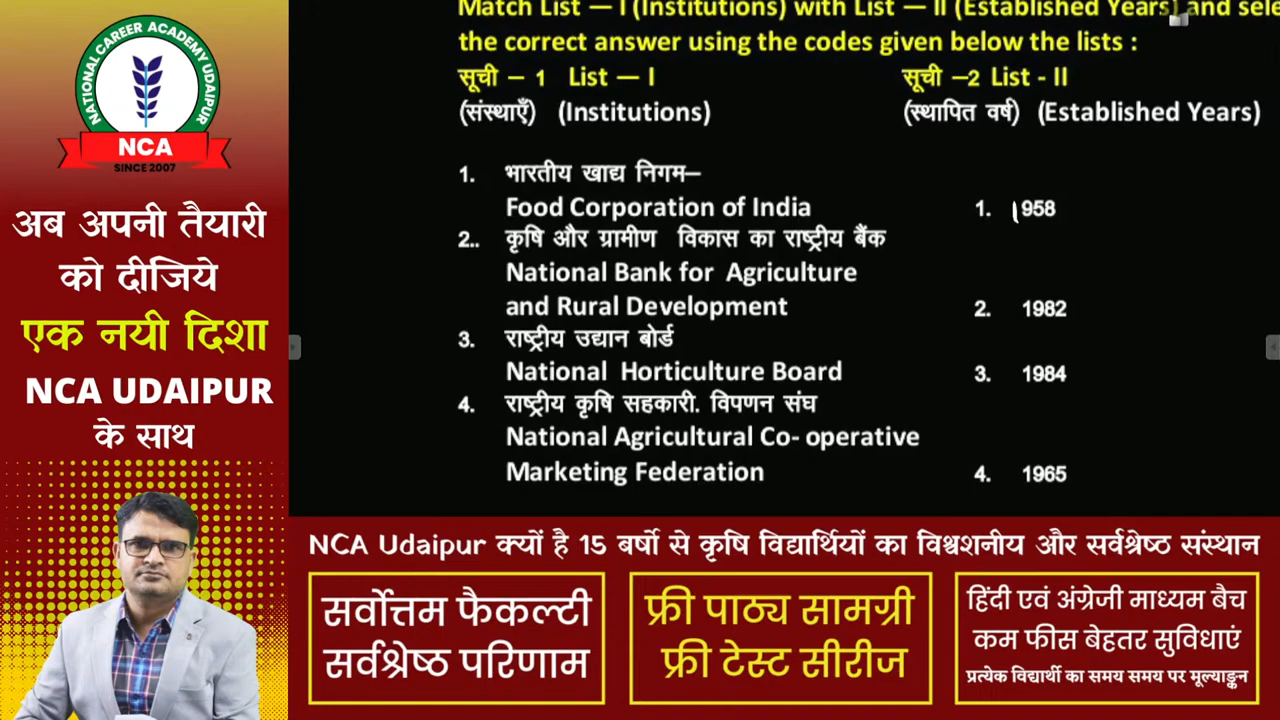 NATIONAL CAREER ACADEMY UDAIPUR
NCA
SINCE 2007
अब अपनी तैयारी
को दीजिये
एक नयी दिशा
NCA UDAIPUR
के साथ
Match List — I (Institutions) with List — II (Established Years) and sele
the correct answer using the codes given below the lists :
सूची – 1 List — I
सूची –2 List - II
(संस्थाएँ) (Institutions)
(स्थापित वर्ष) (Established Years)
1. भारतीय खाद्य निगम–
Food Corporation of India 1. 1958
2.. कृषि और ग्रामीण विकास का राष्ट्रीय बैंक
National Bank for Agriculture
and Rural Development 2. 1982
3. राष्ट्रीय उद्यान बोर्ड
National Horticulture Board 3. 1984
4. राष्ट्रीय कृषि सहकारी. विपणन संघ
National Agricultural Co- operative
Marketing Federation 4. 1965
NCA Udaipur क्यों है 15 बर्षो से कृषि विद्यार्थियों का विश्वशनीय और सर्वश्रेष्ठ संस्थान
सर्वोत्तम फैकल्टी
सर्वश्रेष्ठ परिणाम
फ्री पाठ्य सामग्री
फ्री टेस्ट सीरीज
हिंदी एवं अंग्रेजी माध्यम बैच
कम फीस बेहतर सुविधाएं
प्रत्येक विद्यार्थी का समय समय पर मूल्याङ्कन